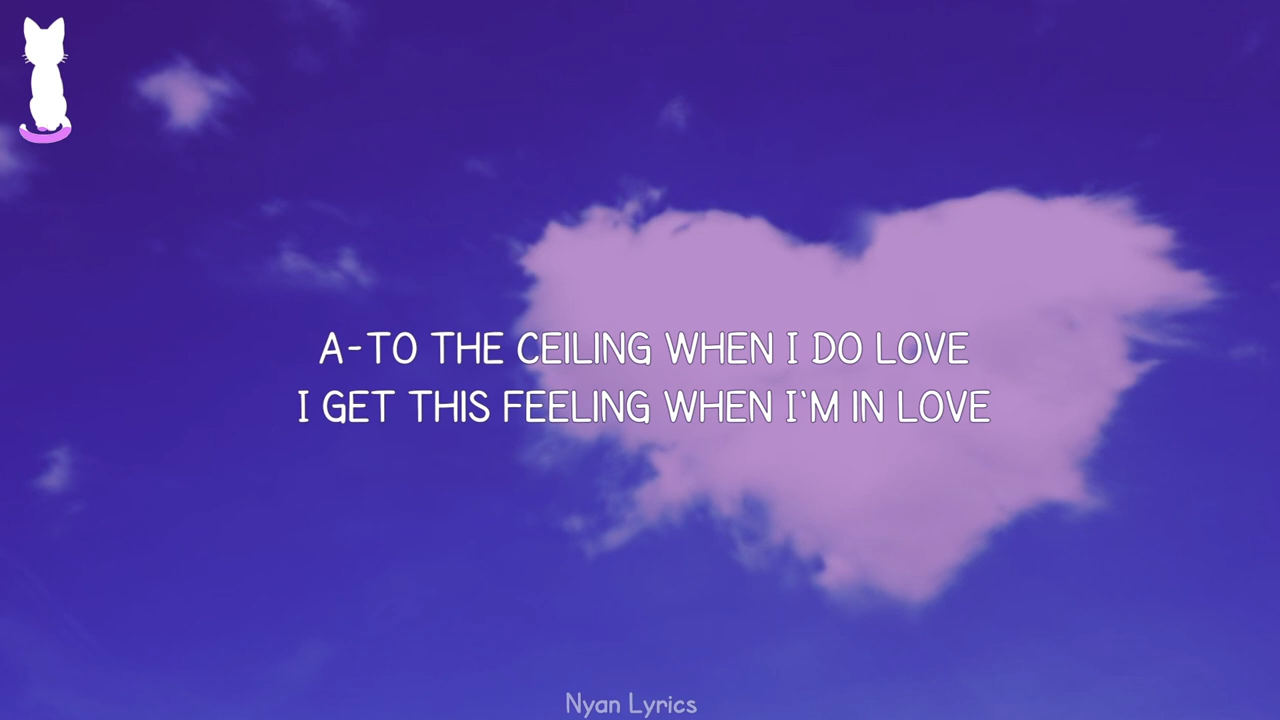 A-TO THE CEILING WHEN I DO LOVE
I GET THIS FEELING WHEN I'M IN LOVE
Nyan Lyrics